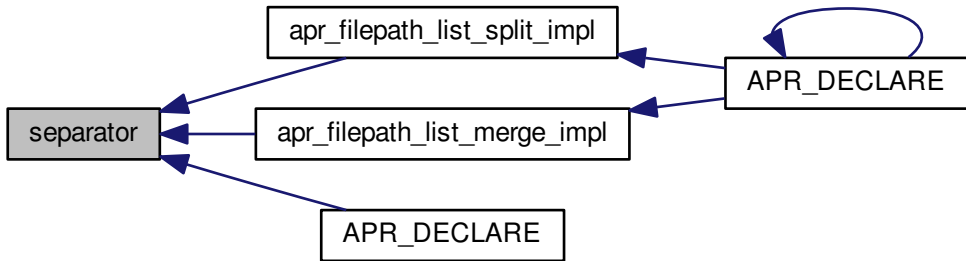 apr_filepath_list_split_impl
APR_DECLARE
separator
apr_filepath_list_merge_impl
APR_DECLARE